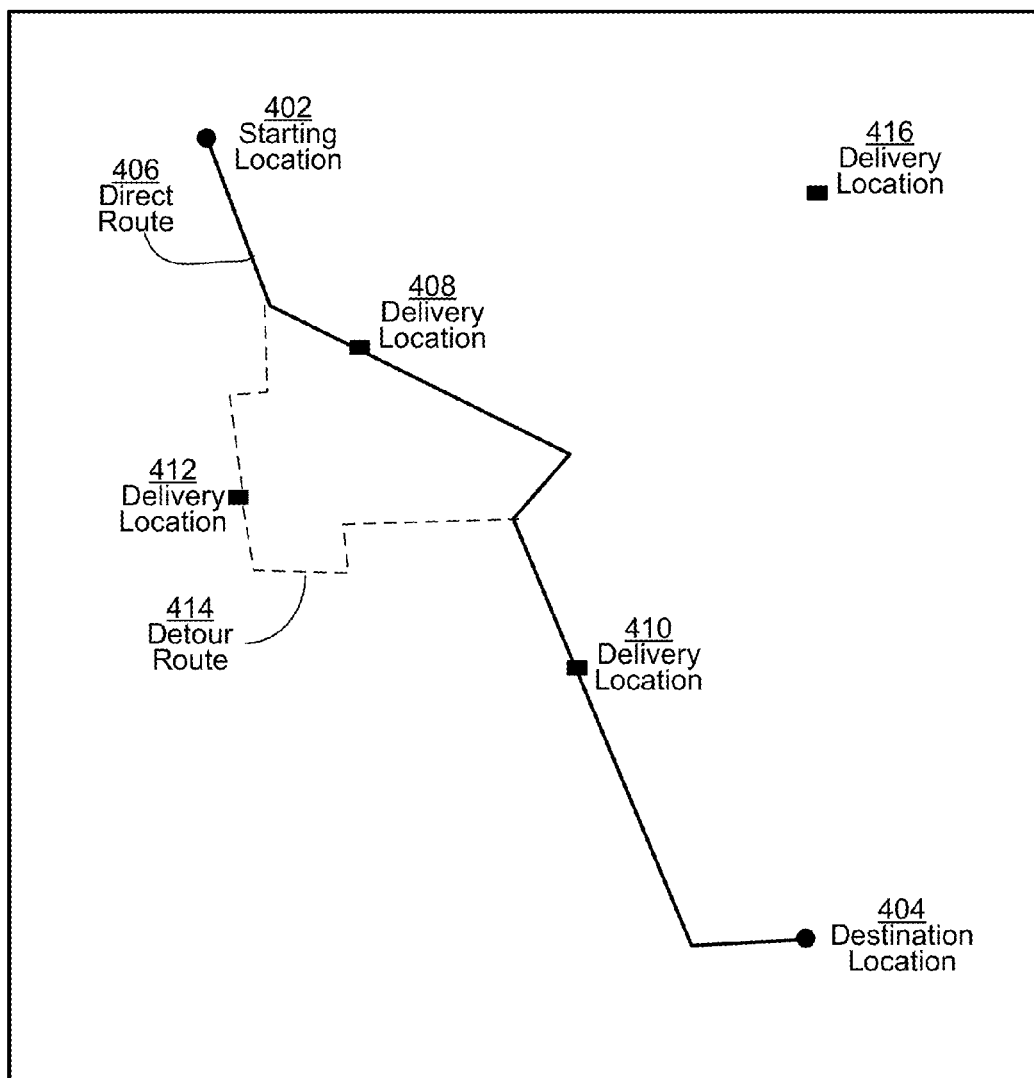 402
Starting
Location
416
Delivery
Location
406
Direct
Route
408
Delivery
Location
412
Delivery
Location
414
Detour
Route
410
Delivery
Location
404
Destination
Location